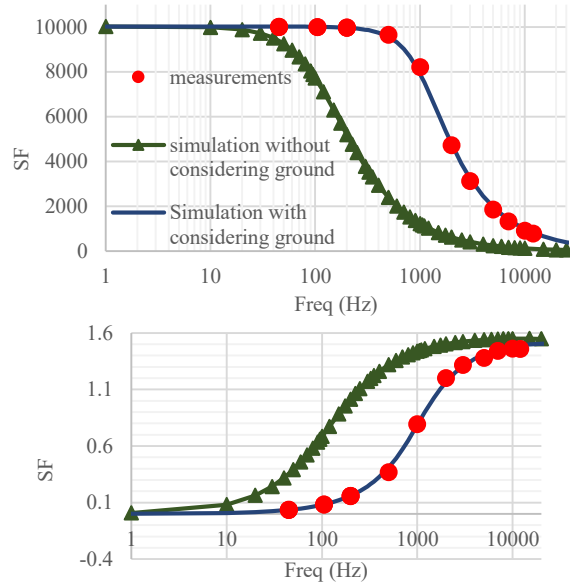 10000
8000
6000
4000
2000
0
SF
measurements
simulation without
considering ground
Simulation with
considering ground
1 10 100 1000 10000
Freq (Hz)
1.6
1.1
0.6
0.1
-0.4
SF
1 10 100 1000 10000
Freq (Hz)